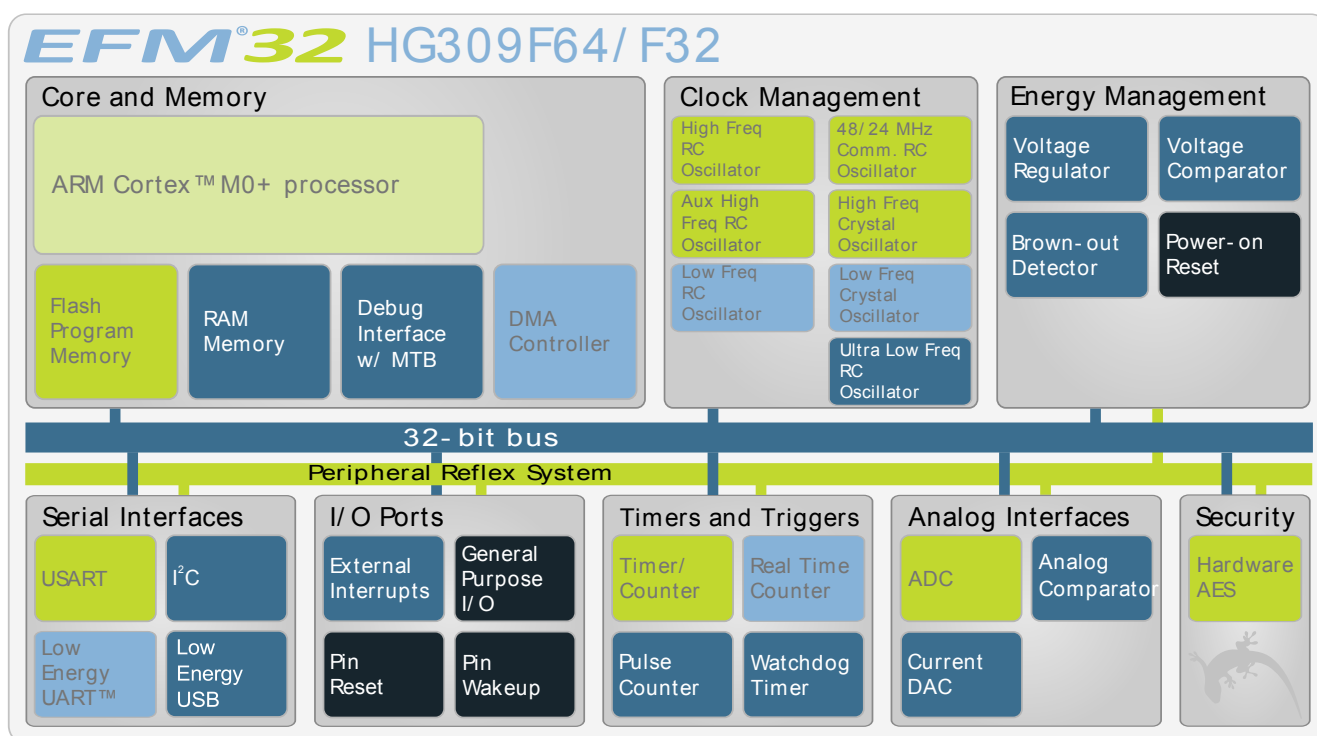 EFM®32 HG309F64/F32
Core and Memory
ARM Cortex™ M0+ processor
Flash
Program
Memory
RAM
Memory
Debug
Interface
w/ MTB
DMA
Controller
Clock Management
High Freq
RC
Oscillator
48/24 MHz
Comm. RC
Oscillator
Aux High
Freq RC
Oscillator
High Freq
Crystal
Oscillator
Low Freq
RC
Oscillator
Low Freq
Crystal
Oscillator
Ultra Low Freq
RC
Oscillator
Energy Management
Voltage
Regulator
Voltage
Comparator
Brown-out
Detector
Power-on
Reset
32-bit bus
Peripheral Reflex System
Serial Interfaces
USART
I²C
Low
Energy
UART™
Low
Energy
USB
I/O Ports
External
Interrupts
General
Purpose
I/O
Pin
Reset
Pin
Wakeup
Timers and Triggers
Timer/
Counter
Real Time
Counter
Pulse
Counter
Watchdog
Timer
Analog Interfaces
ADC
Analog
Comparator
Current
DAC
Security
Hardware
AES